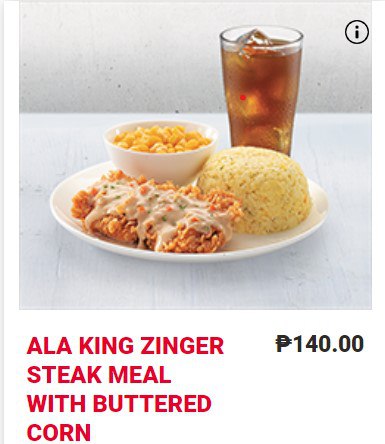 ALA KING ZINGER
STEAK MEAL
WITH BUTTERED
CORN
₱140.00